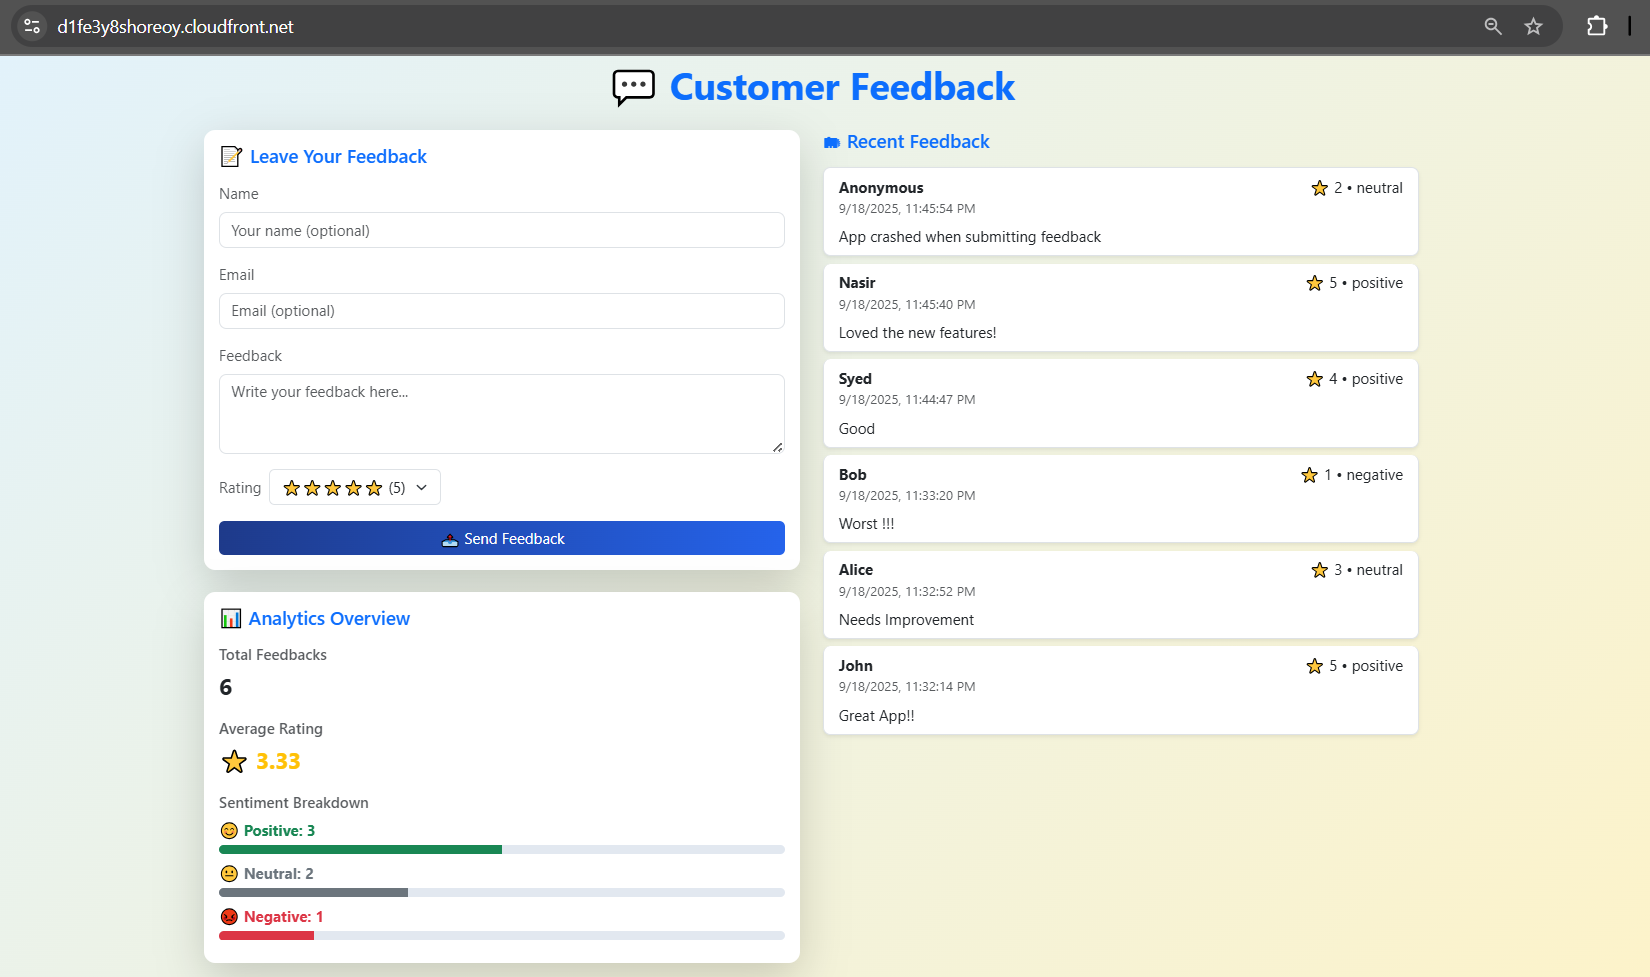 d1fe3y8shoreoy.cloudfront.net
Customer Feedback
Leave Your Feedback
Name
Your name (optional)
Email
Email (optional)
Feedback
Write your feedback here...
Rating ⭐⭐⭐⭐⭐ (5)
Send Feedback
Analytics Overview
Total Feedbacks
6
Average Rating
⭐ 3.33
Sentiment Breakdown
😊 Positive: 3
😐 Neutral: 2
😡 Negative: 1
Recent Feedback
Anonymous ⭐ 2 • neutral
9/18/2025, 11:45:54 PM
App crashed when submitting feedback
Nasir ⭐ 5 • positive
9/18/2025, 11:45:40 PM
Loved the new features!
Syed ⭐ 4 • positive
9/18/2025, 11:44:47 PM
Good
Bob ⭐ 1 • negative
9/18/2025, 11:33:20 PM
Worst !!!
Alice ⭐ 3 • neutral
9/18/2025, 11:32:52 PM
Needs Improvement
John ⭐ 5 • positive
9/18/2025, 11:32:14 PM
Great App!!